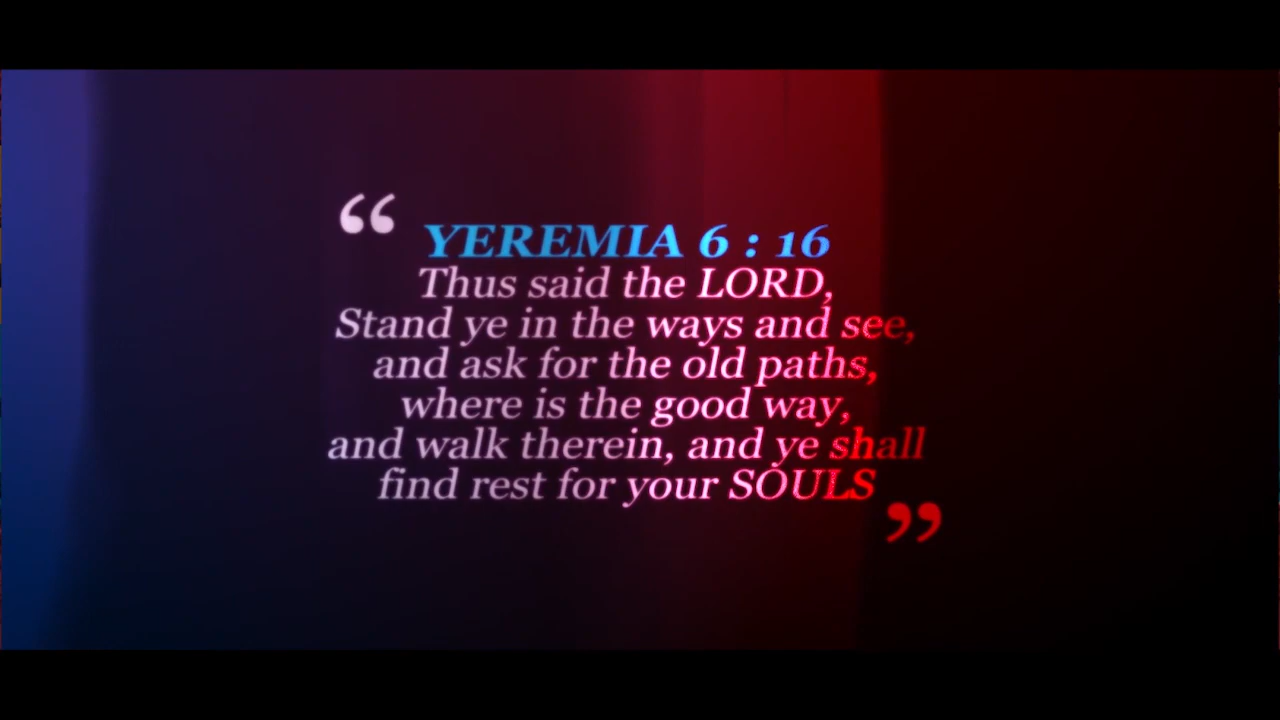 “ YEREMIA 6 : 16
Thus said the LORD,
Stand ye in the ways and see,
and ask for the old paths,
where is the good way,
and walk therein, and ye shall
find rest for your SOULS ”